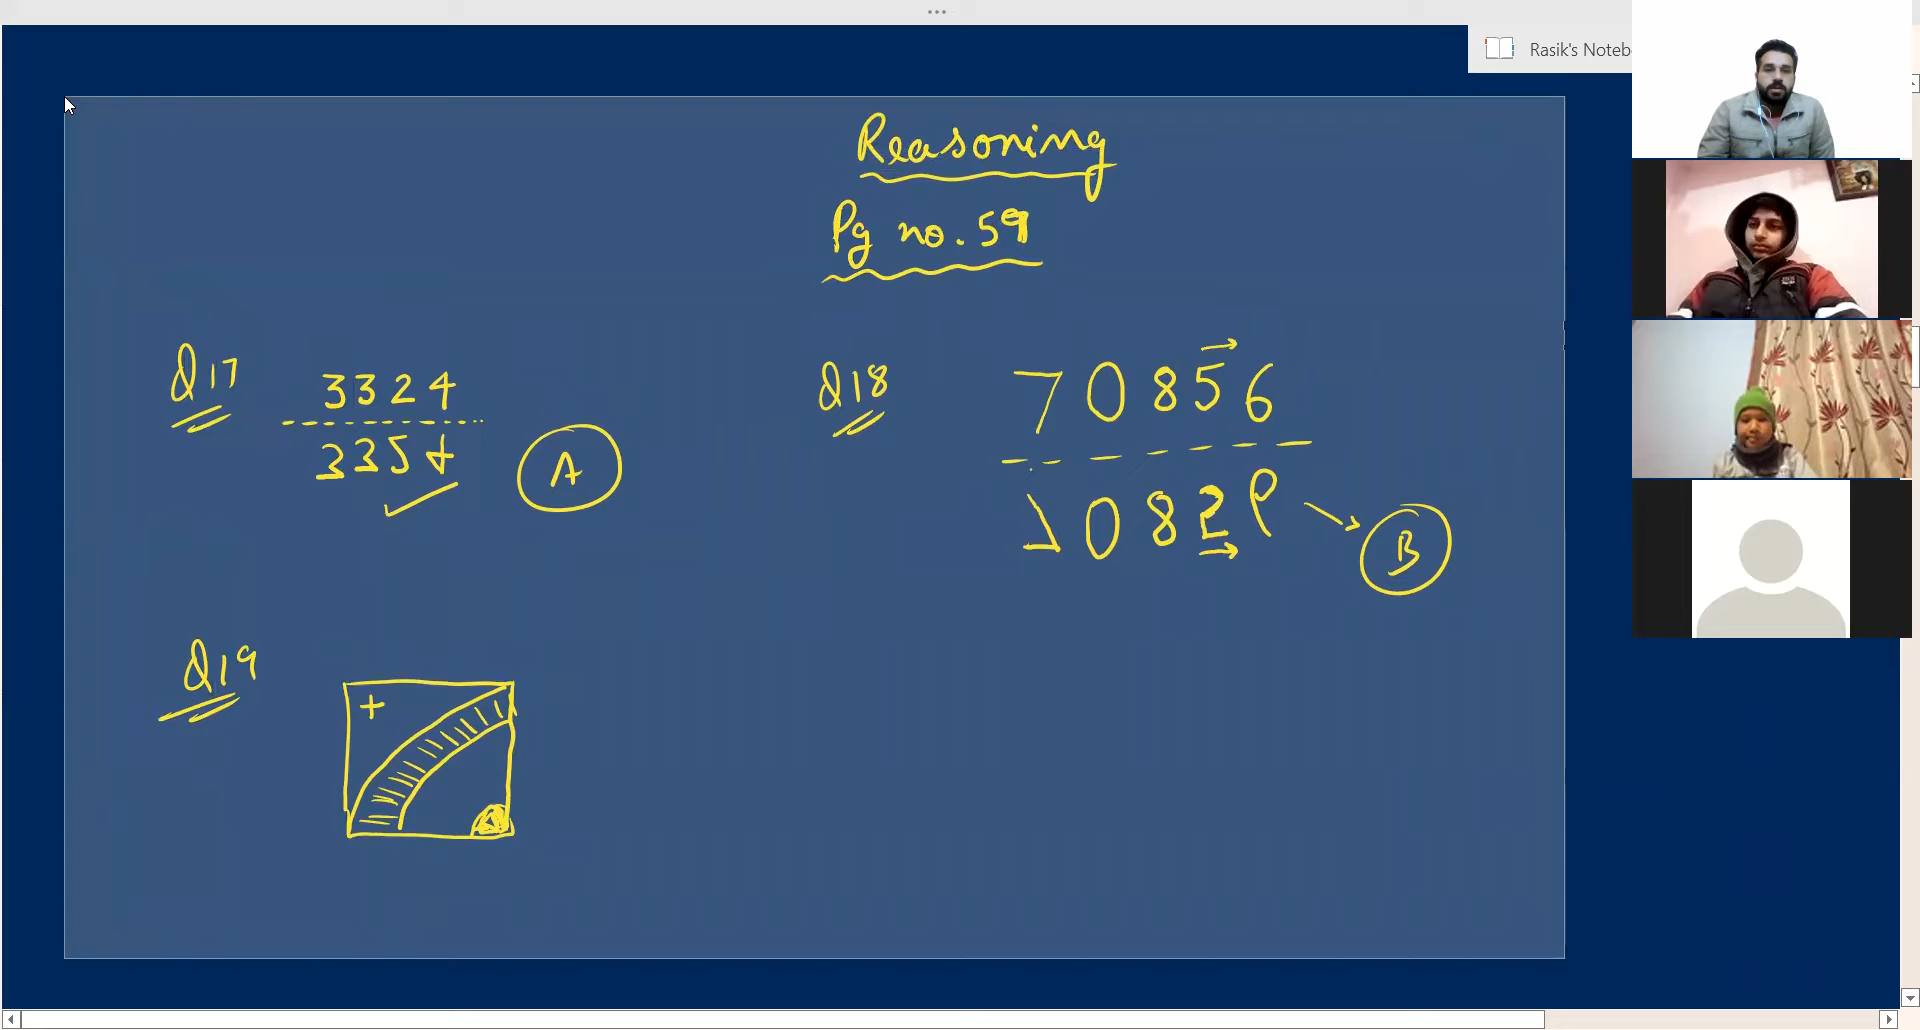 Rasik's Noteb
Reasoning
Pg no. 59
Q17
3324
3354
A
Q18
70856
B
Q19
+